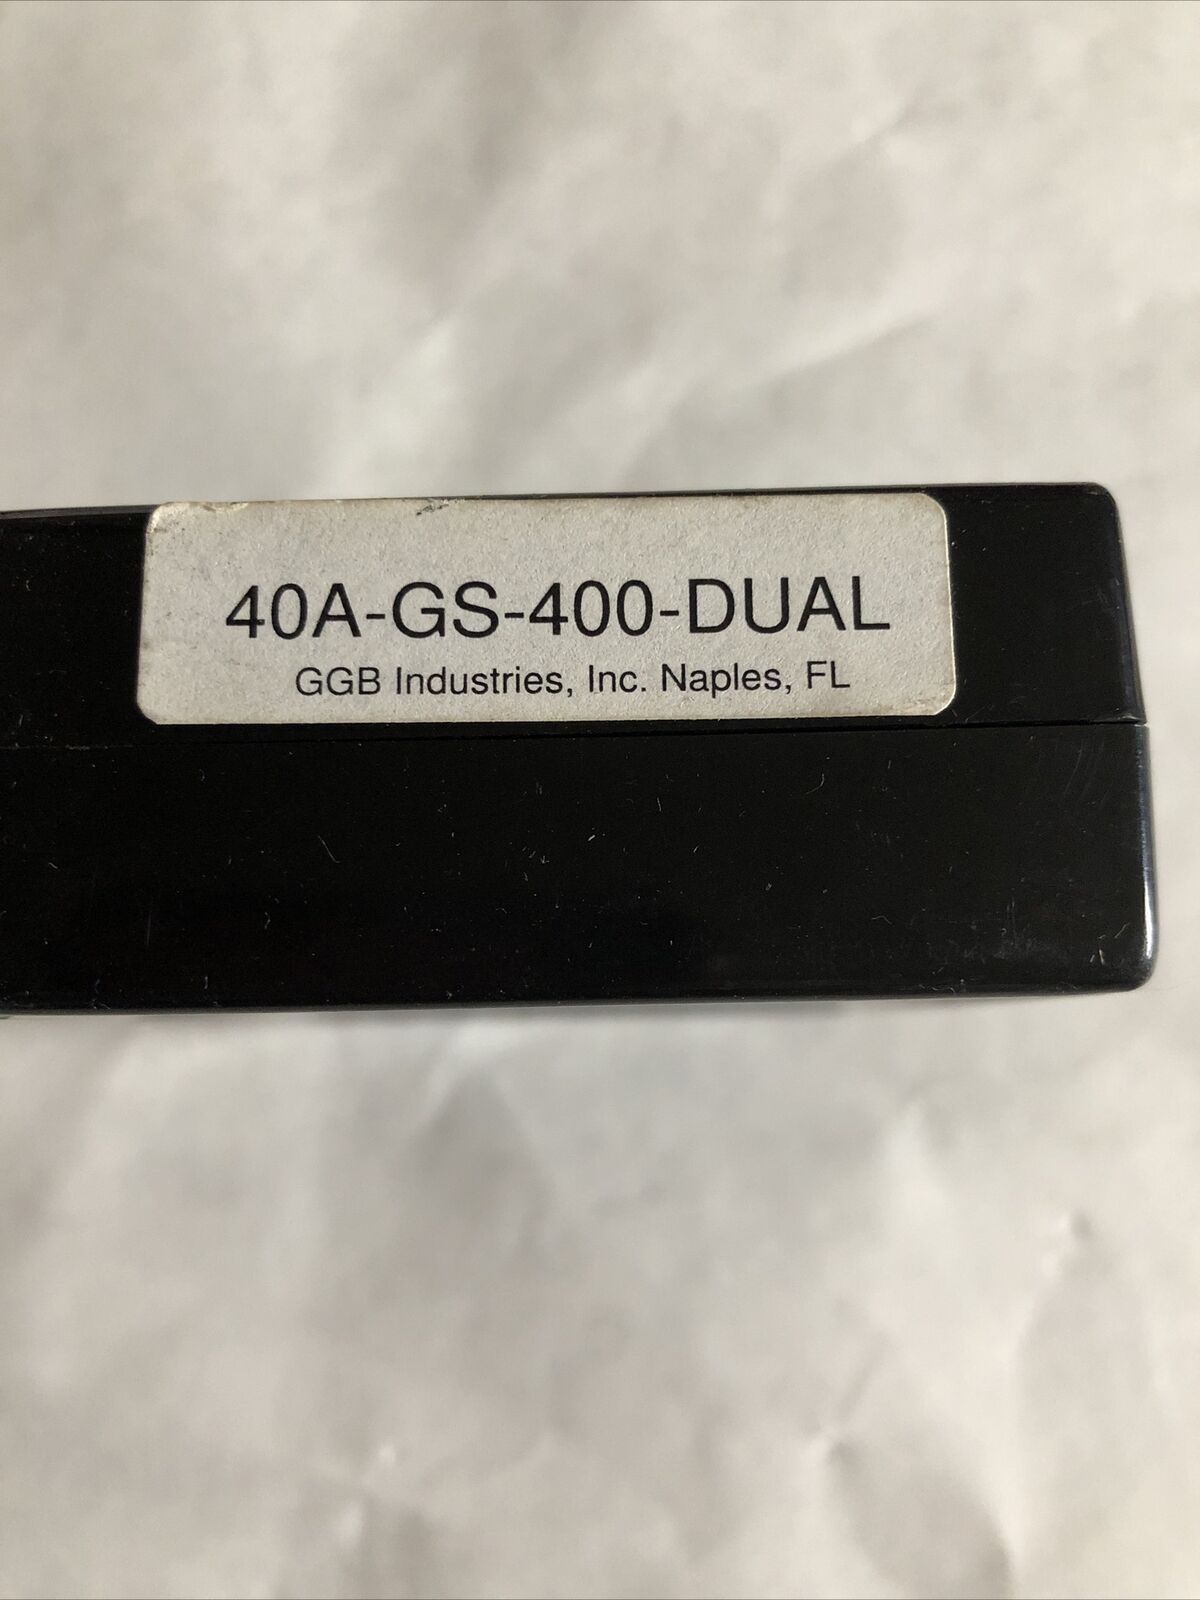 40A-GS-400-DUAL
GGB Industries, Inc. Naples, FL